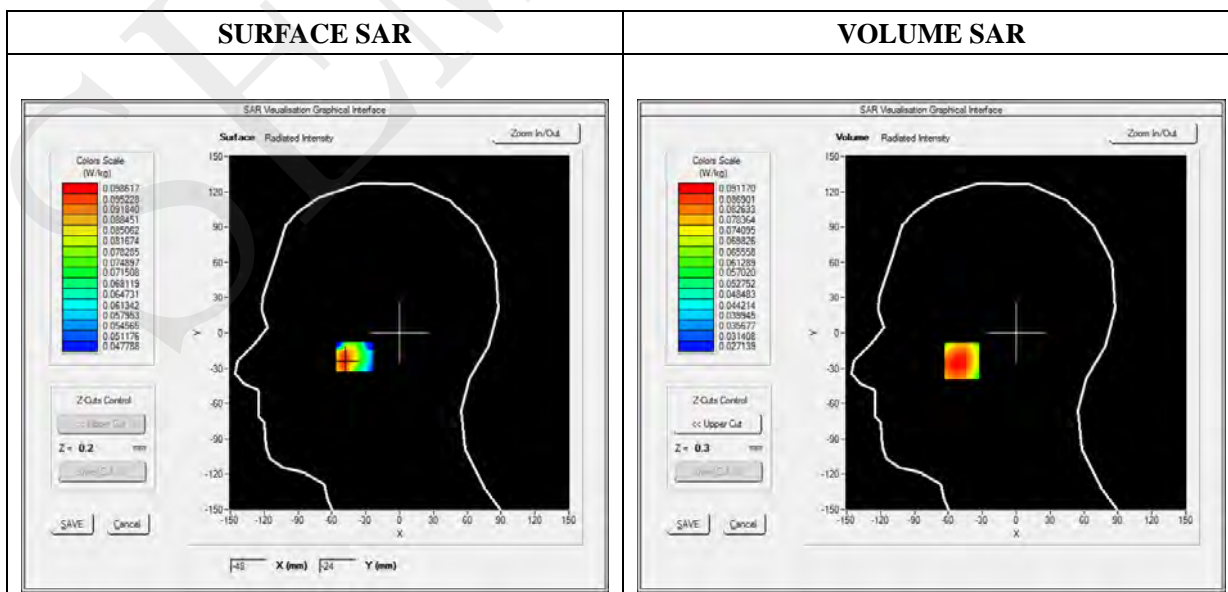 SURFACE SAR
VOLUME SAR
SAR Visualisation Graphical Interface
Surface Radiated Intensity
Zoom In/Out
Colors Scale
(W/kg)
0.098617
0.095228
0.091840
0.088451
0.085062
0.081674
0.078285
0.074897
0.071508
0.068119
0.064731
0.061342
0.057953
0.054565
0.051176
0.047788
150
120
90
60
30
0
-30
-60
-90
-120
-150
Y
-150 -120 -90 -60 -30 0 30 60 90 120 150
X
Z-Cuts Control
<< Upper Cut
Z = 0.2 mm
SAVE Cancel
-48 X (mm) -24 Y (mm)
SAR Visualisation Graphical Interface
Volume Radiated Intensity
Zoom In/Out
Colors Scale
(W/kg)
0.091170
0.086901
0.082633
0.078364
0.074095
0.069826
0.065558
0.061289
0.057020
0.052752
0.048483
0.044214
0.039945
0.035677
0.031408
0.027139
150
120
90
60
30
0
-30
-60
-90
-120
-150
Y
-150 -120 -90 -60 -30 0 30 60 90 120 150
X
Z-Cuts Control
<< Upper Cut
Z = 0.3 mm
SAVE Cancel